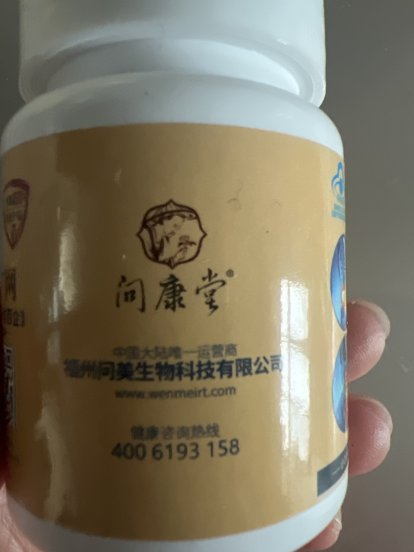 问康堂®
中国大陆唯一运营商
福州问美生物科技有限公司
www.wenmeirt.com
健康咨询热线
400 6193 158
网